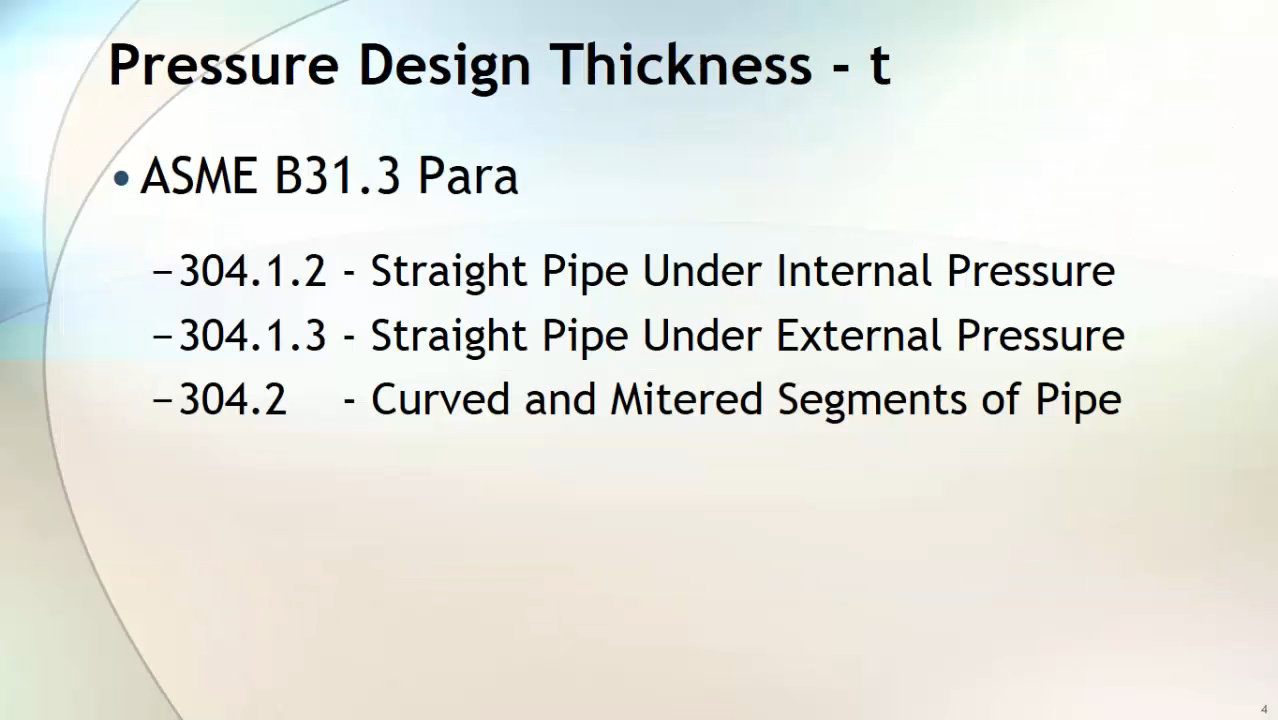 Pressure Design Thickness - t
• ASME B31.3 Para
–304.1.2 - Straight Pipe Under Internal Pressure
–304.1.3 - Straight Pipe Under External Pressure
–304.2 - Curved and Mitered Segments of Pipe
4